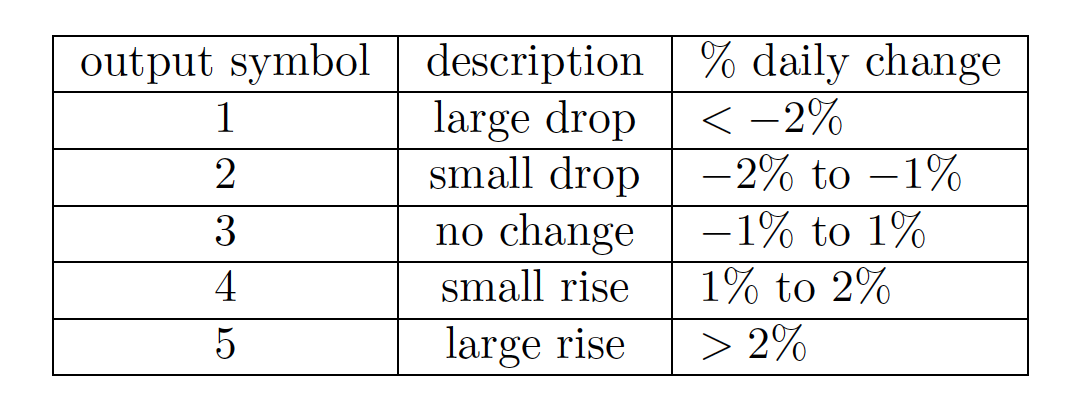 output symbol description % daily change
1 large drop < −2%
2 small drop −2% to −1%
3 no change −1% to 1%
4 small rise 1% to 2%
5 large rise > 2%